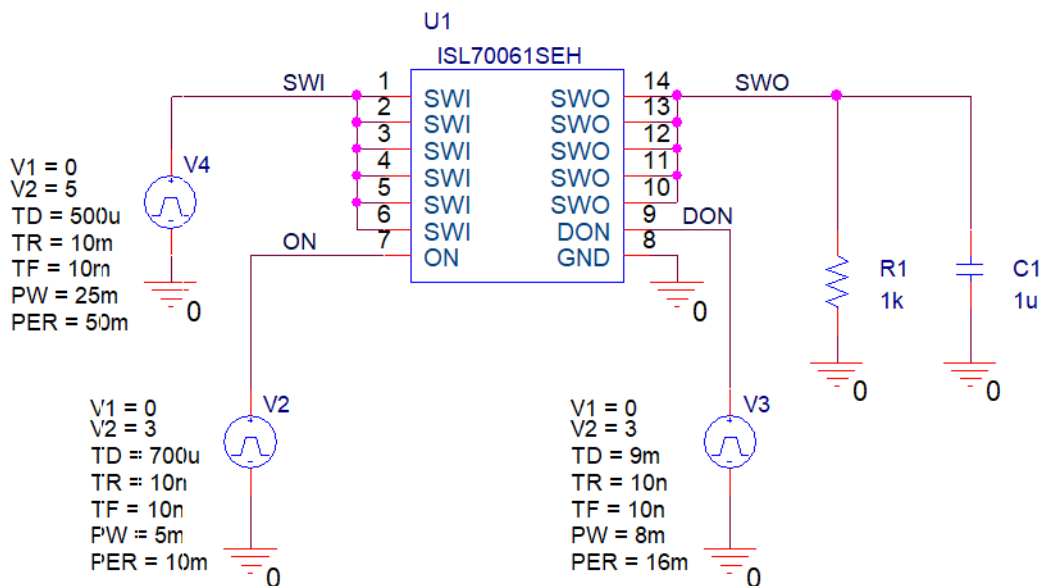 U1
ISL70061SEH
SWI 1 SWI SWO 14 SWO
2 SWI SWO 13
3 SWI SWO 12
4 SWI SWO 11
5 SWI SWO 10
6 SWI DON 9 DON
ON 7 ON GND 8
V4
V1 = 0
V2 = 5
TD = 500u
TR = 10m
TF = 10m
PW = 25m
PER = 50m
0
0
R1
1k
0
C1
1u
0
V2
V1 = 0
V2 = 3
TD = 700u
TR = 10n
TF = 10n
PW = 5m
PER = 10m
0
V3
V1 = 0
V2 = 3
TD = 9m
TR = 10n
TF = 10n
PW = 8m
PER = 16m
0